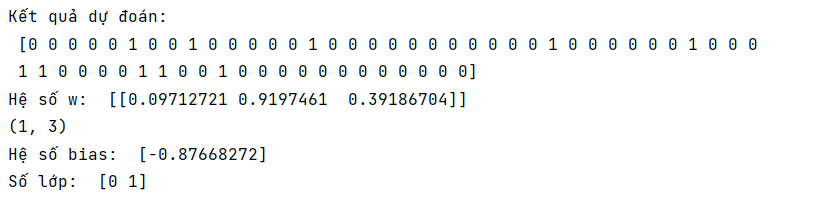 Kết quả dự đoán:
[0 0 0 0 0 1 0 0 1 0 0 0 0 0 1 0 0 0 0 0 0 0 0 0 0 0 1 0 0 0 0 0 0 1 0 0 0
1 1 0 0 0 0 1 1 0 0 1 0 0 0 0 0 0 0 0 0 0 0 0 0]
Hệ số w:  [[0.09712721 0.9197461  0.39186704]]
(1, 3)
Hệ số bias:  [-0.87668272]
Số lớp:  [0 1]